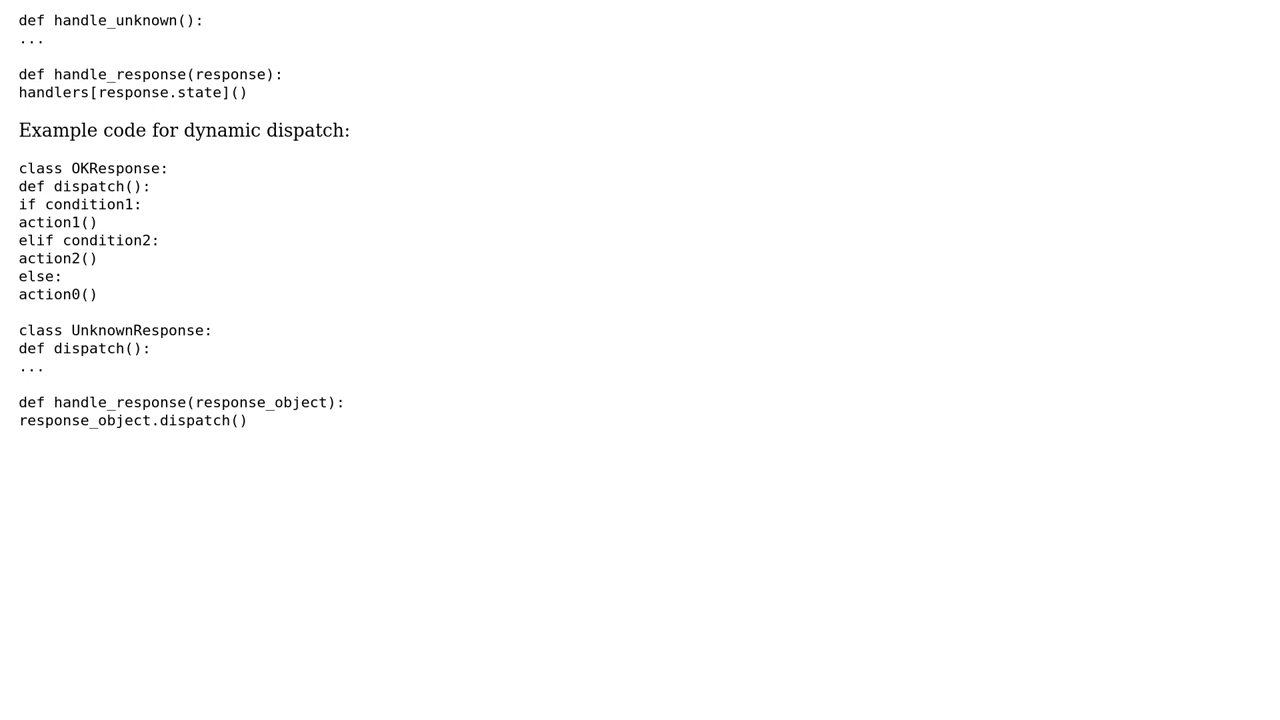 def handle_unknown():
...

def handle_response(response):
handlers[response.state]()

Example code for dynamic dispatch:

class OKResponse:
def dispatch():
if condition1:
action1()
elif condition2:
action2()
else:
action0()

class UnknownResponse:
def dispatch():
...

def handle_response(response_object):
response_object.dispatch()